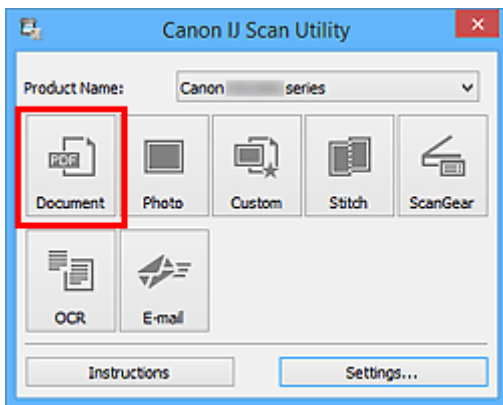 Canon IJ Scan Utility
Product Name: Canon series
PDF
Document Photo Custom Stitch ScanGear
OCR E-mail
Instructions Settings...